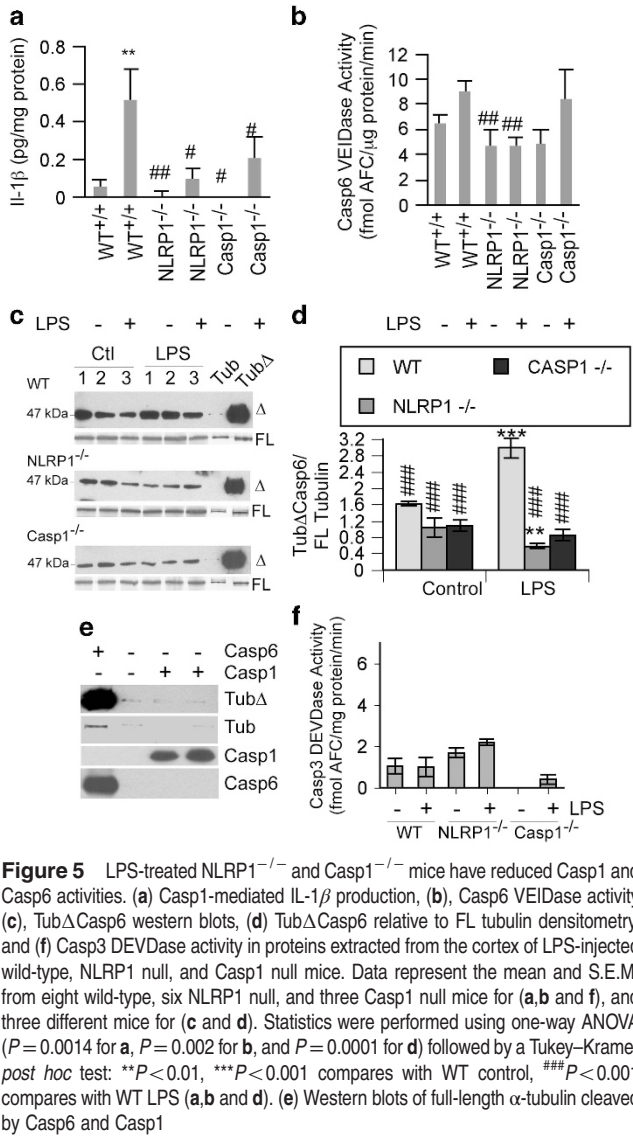 a
Il-1β (pg/mg protein)
0.8
0.6
0.4
0.2
0
**
##
#
#
#
WT+/+
WT+/+
NLRP1-/-
NLRP1-/-
Casp1-/-
Casp1-/-
LPS - + - + - +
b
Casp6 VEIDase Activity
(fmol AFC/µg protein/min)
12
10
8
6
4
2
0
##
##
WT+/+
WT+/+
NLRP1-/-
NLRP1-/-
Casp1-/-
Casp1-/-
LPS - + - + - +
c
Ctl LPS
1 2 3 1 2 3 Tub TubΔ
WT
47 kDa Δ
FL
NLRP1-/-
47 kDa Δ
FL
Casp1-/-
47 kDa Δ
FL
d
WT
CASP1 -/-
NLRP1 -/-
TubΔCasp6/
FL Tubulin
3.2
2.8
2.4
2
1.6
1.2
0.8
0.4
0
###
###
###
***
**
###
###
Control LPS
e
+ - - - Casp6
- - + + Casp1
TubΔ
Tub
Casp1
Casp6
f
Casp3 DEVDase Activity
(fmol AFC/mg protein/min)
6
4
2
0
- + - + - + LPS
WT NLRP1-/- Casp1-/-
Figure 5 LPS-treated NLRP1−/− and Casp1−/− mice have reduced Casp1 and
Casp6 activities. (a) Casp1-mediated IL-1β production, (b), Casp6 VEIDase activity
(c), TubΔCasp6 western blots, (d) TubΔCasp6 relative to FL tubulin densitometry
and (f) Casp3 DEVDase activity in proteins extracted from the cortex of LPS-injected
wild-type, NLRP1 null, and Casp1 null mice. Data represent the mean and S.E.M
from eight wild-type, six NLRP1 null, and three Casp1 null mice for (a,b and f), and
three different mice for (c and d). Statistics were performed using one-way ANOVA
(P = 0.0014 for a, P = 0.002 for b, and P = 0.0001 for d) followed by a Tukey–Krame
post hoc test: **P<0.01, ***P<0.001 compares with WT control, ###P<0.001
compares with WT LPS (a,b and d). (e) Western blots of full-length α-tubulin cleaved
by Casp6 and Casp1